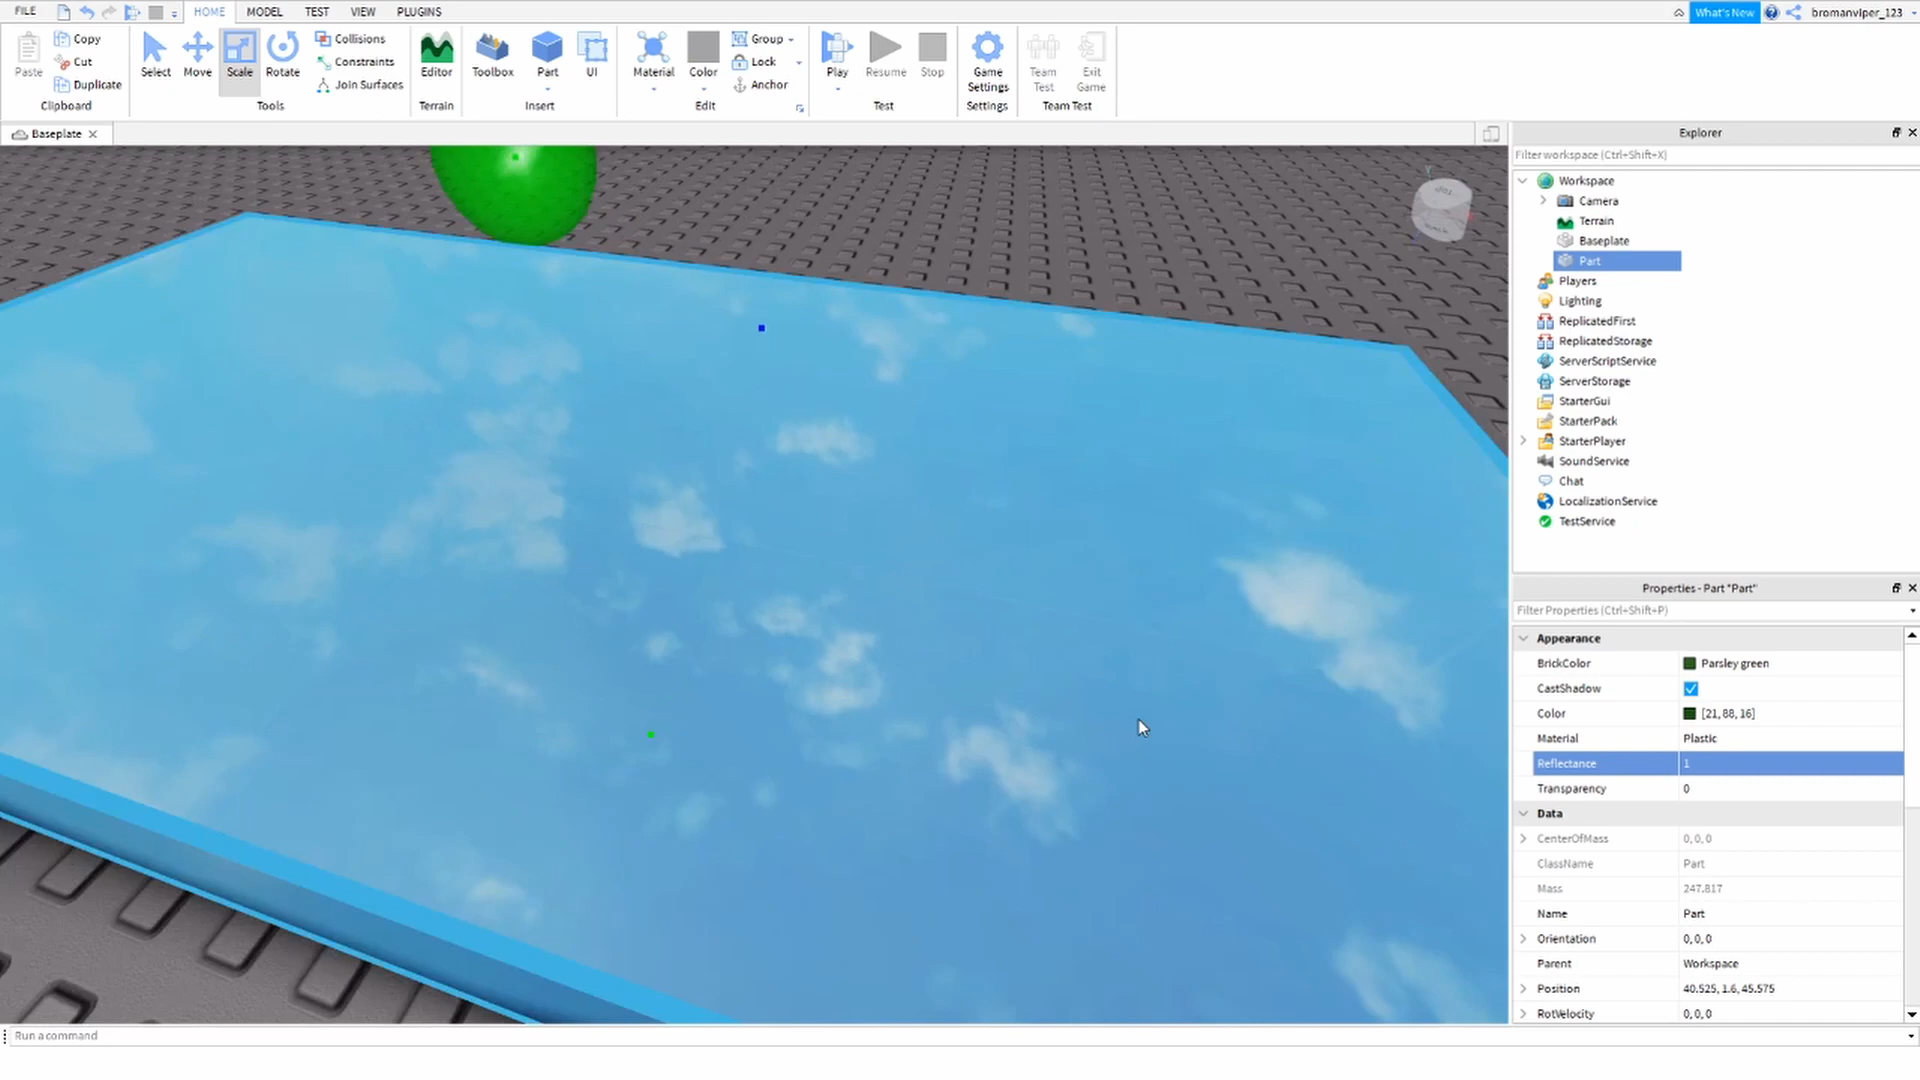 FILE HOME MODEL TEST VIEW PLUGINS What's New bromanviper_123
Paste Copy Cut Duplicate Clipboard
Select Move Scale Rotate Collisions Constraints Join Surfaces Tools
Editor Terrain
Toolbox Part UI Insert
Material Color Group Lock Anchor Edit
Play Resume Stop Test
Game Settings Settings
Team Test Exit Game Team Test
Baseplate
Explorer
Filter workspace (Ctrl+Shift+X)
Workspace
Camera
Terrain
Baseplate
Part
Players
Lighting
ReplicatedFirst
ReplicatedStorage
ServerScriptService
ServerStorage
StarterGui
StarterPack
StarterPlayer
SoundService
Chat
LocalizationService
TestService
Properties - Part "Part"
Filter Properties (Ctrl+Shift+P)
Appearance
BrickColor Parsley green
CastShadow
Color [21, 88, 16]
Material Plastic
Reflectance 1
Transparency 0
Data
CenterOfMass 0, 0, 0
ClassName Part
Mass 247.817
Name Part
Orientation 0, 0, 0
Parent Workspace
Position 40.525, 1.6, 45.575
RotVelocity 0, 0, 0
Run a command